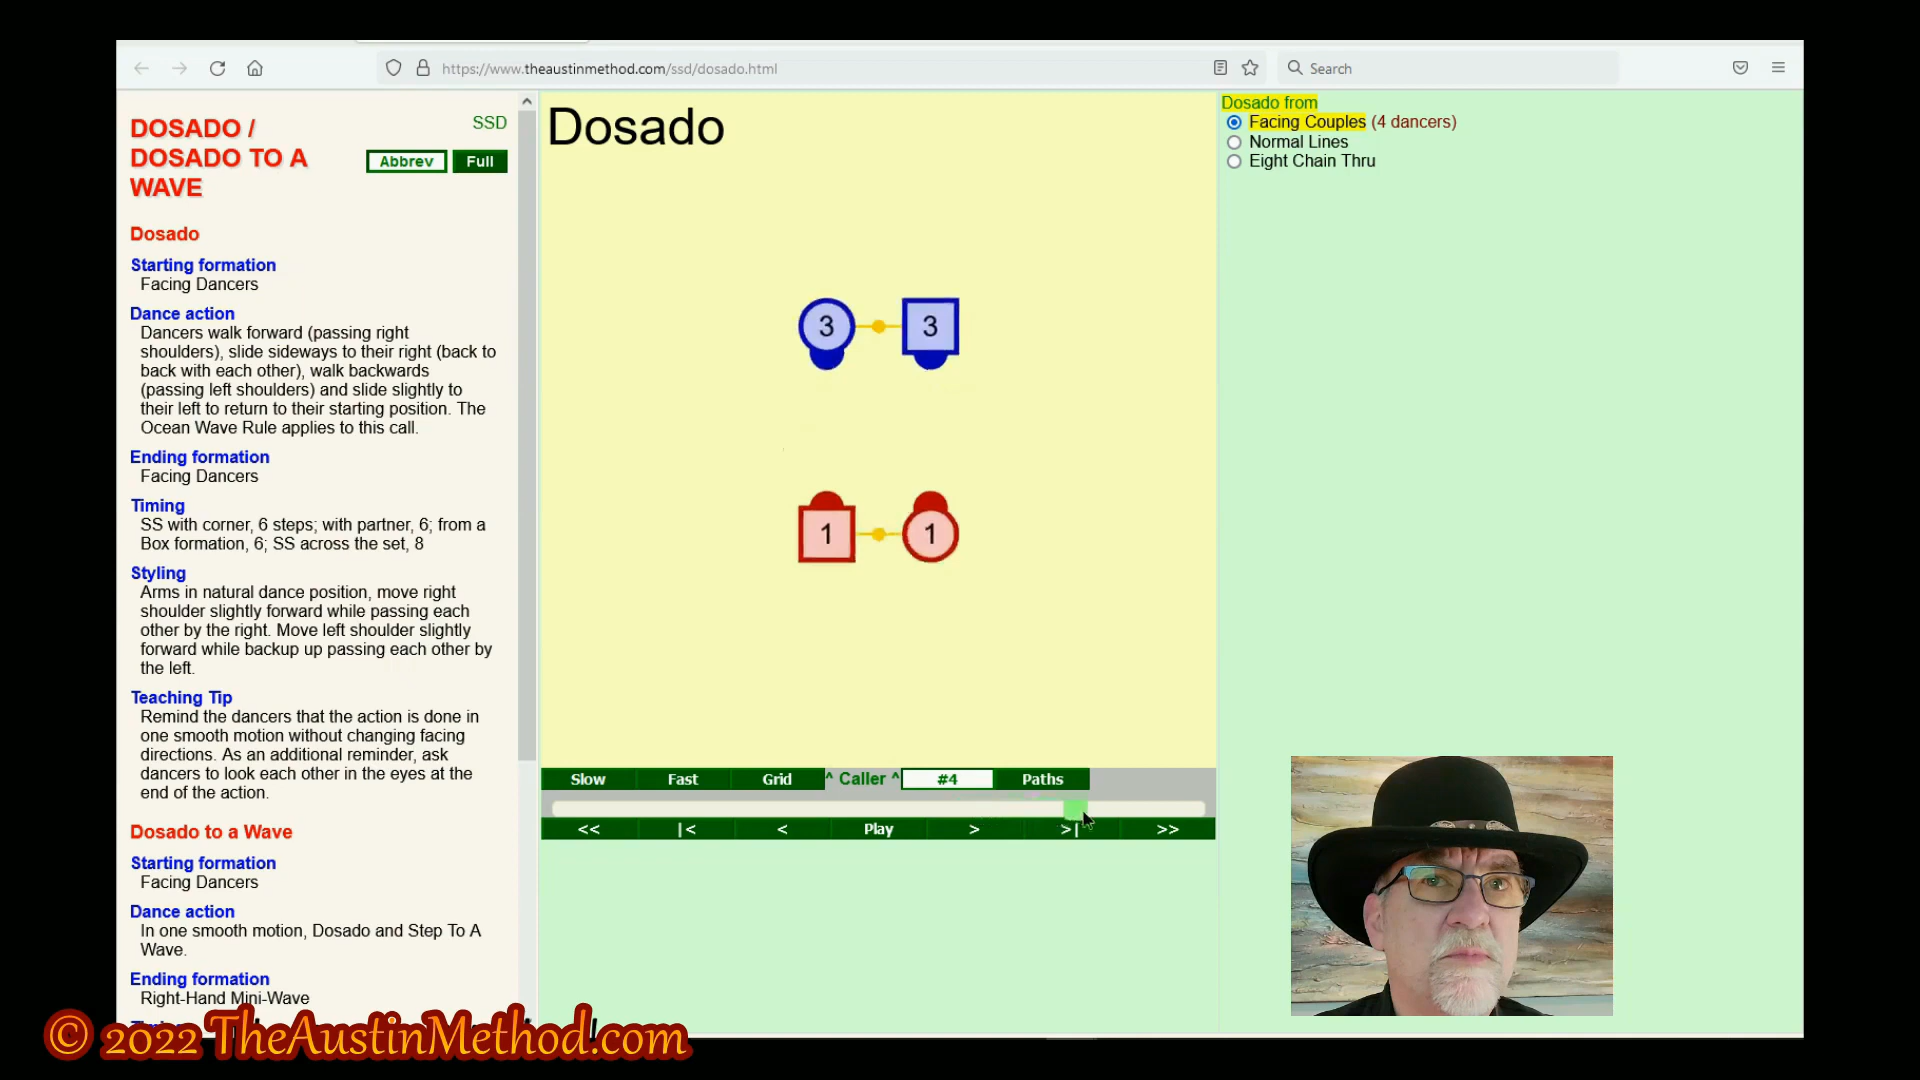 https://www.theaustinmethod.com/ssd/dosado.html
Search
DOSADO /
DOSADO TO A
WAVE
SSD
Abbrev
Full
Dosado
Starting formation
Facing Dancers
Dance action
Dancers walk forward (passing right
shoulders), slide sideways to their right (back to
back with each other), walk backwards
(passing left shoulders) and slide slightly to
their left to return to their starting position. The
Ocean Wave Rule applies to this call.
Ending formation
Facing Dancers
Timing
SS with corner, 6 steps; with partner, 6; from a
Box formation, 6; SS across the set, 8
Styling
Arms in natural dance position, move right
shoulder slightly forward while passing each
other by the right. Move left shoulder slightly
forward while backup up passing each other by
the left.
Teaching Tip
Remind the dancers that the action is done in
one smooth motion without changing facing
directions. As an additional reminder, ask
dancers to look each other in the eyes at the
end of the action.
Dosado to a Wave
Starting formation
Facing Dancers
Dance action
In one smooth motion, Dosado and Step To A
Wave.
Ending formation
Right-Hand Mini-Wave
Dosado
3 3
1 1
Slow Fast Grid ^ Caller ^ #4 Paths
<< |< < Play > >| >>
Dosado from
Facing Couples (4 dancers)
Normal Lines
Eight Chain Thru
© 2022 TheAustinMethod.com